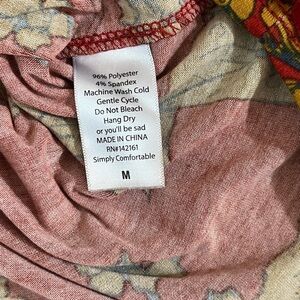 96% Polyester
4% Spandex
Machine Wash Cold
Gentle Cycle
Do Not Bleach
Hang Dry
or you'll be sad
MADE IN CHINA
RN#142161
Simply Comfortable
M